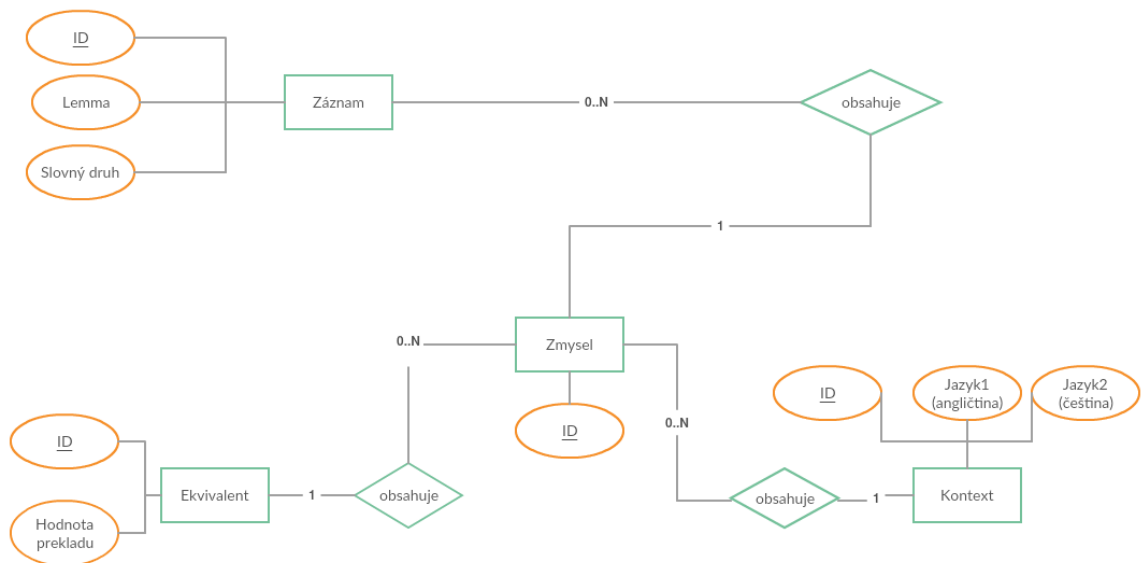 ID
Lemma
Slovný druh
Záznam
0..N
obsahuje
1
Zmysel
ID
0..N
obsahuje
1
Ekvivalent
ID
Hodnota
prekladu
0..N
obsahuje
1
Kontext
ID
Jazyk1
(angličtina)
Jazyk2
(čeština)